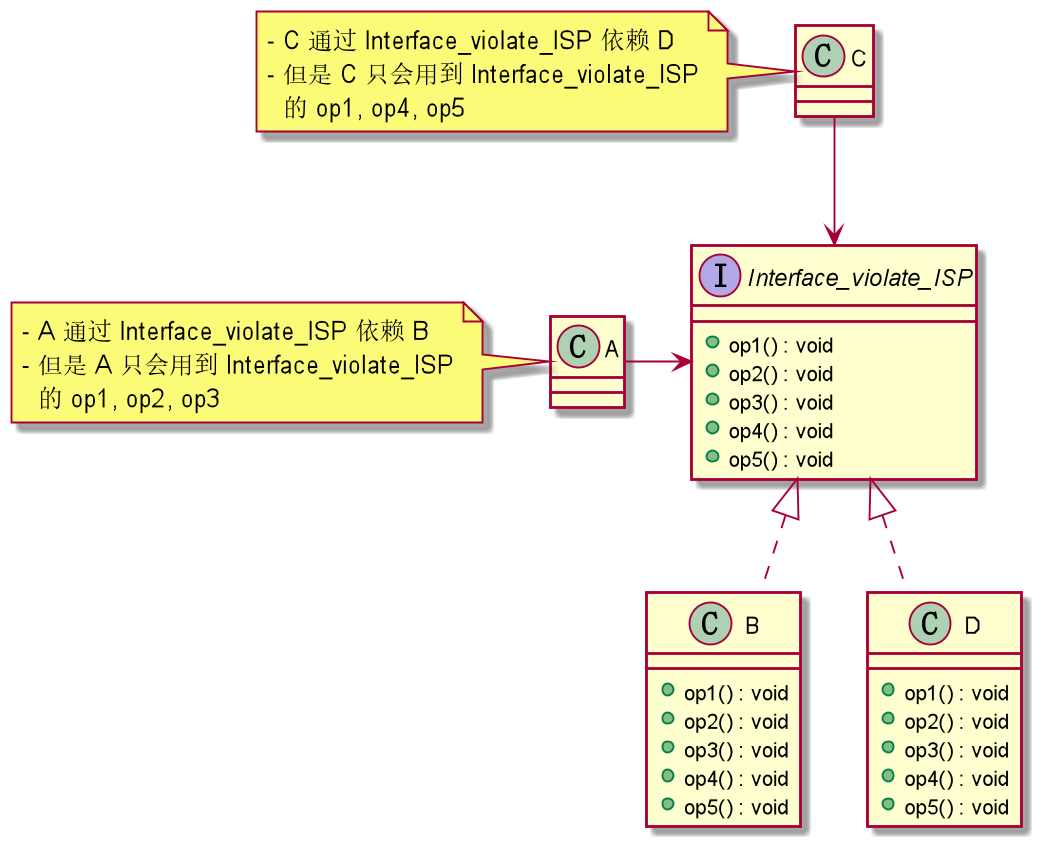 - C 通过 Interface_violate_ISP 依赖 D
- 但是 C 只会用到 Interface_violate_ISP
的 op1, op4, op5
C C
I Interface_violate_ISP
op1() : void
op2() : void
op3() : void
op4() : void
op5() : void
- A 通过 Interface_violate_ISP 依赖 B
- 但是 A 只会用到 Interface_violate_ISP
的 op1, op2, op3
C A
C B
op1() : void
op2() : void
op3() : void
op4() : void
op5() : void
C D
op1() : void
op2() : void
op3() : void
op4() : void
op5() : void